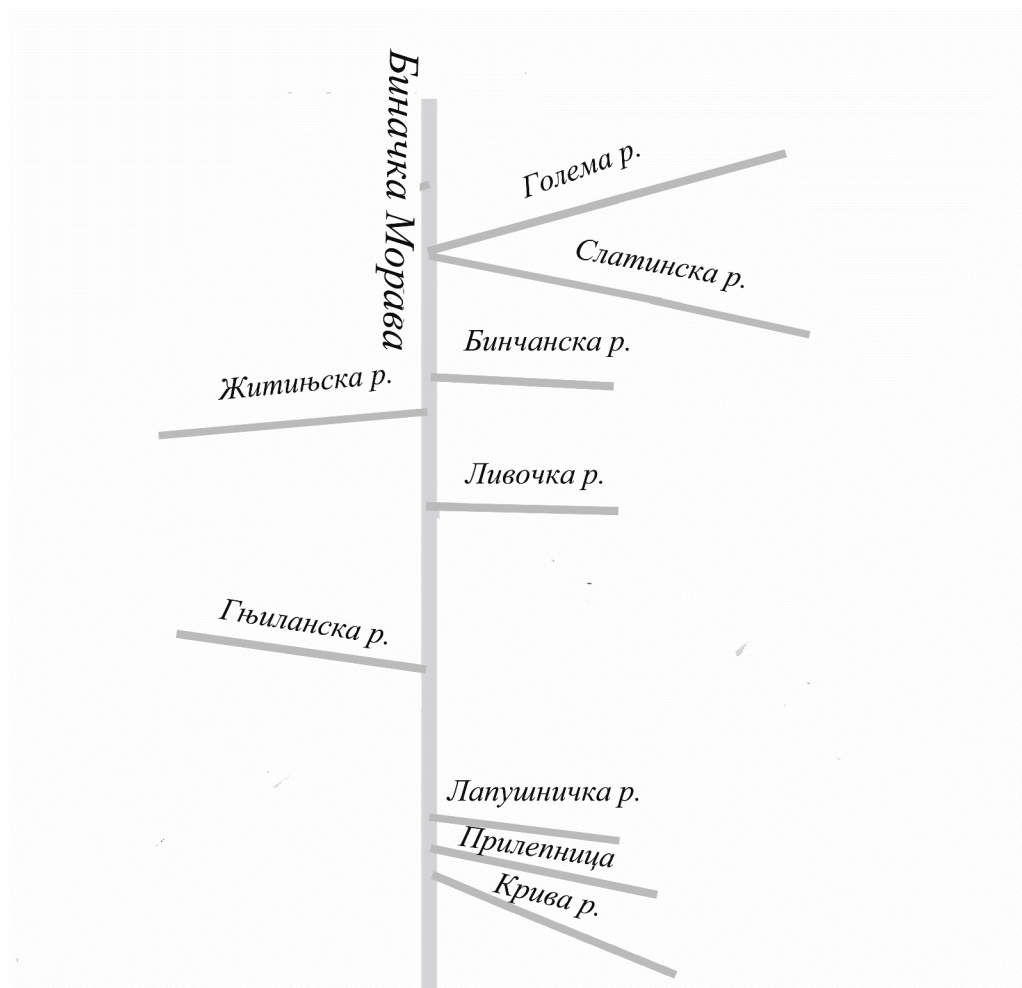 Биначка Морава
Голема р.
Слатинска р.
Бинчанска р.
Житињска р.
Ливочка р.
Гњиланска р.
Лапушничка р.
Прилепница
Крива р.